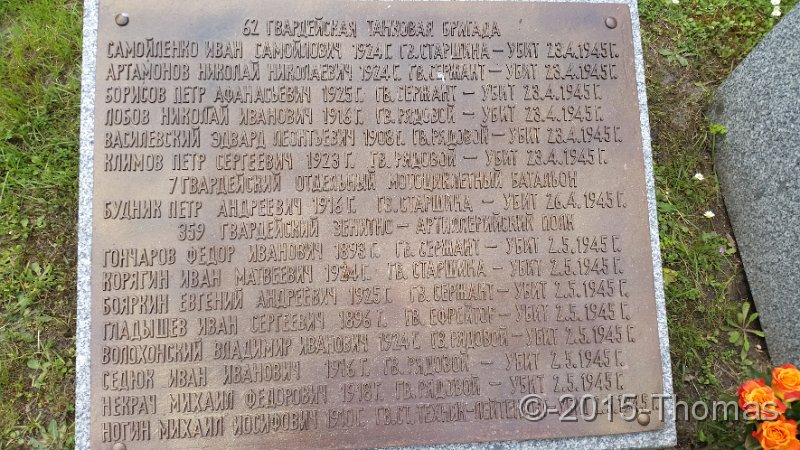 62 ГВАРДЕЙСКАЯ ТАНКОВАЯ БРИГАДА
САМОЙЛЕНКО ИВАН САМОЙЛОВИЧ 1924 Г. ГВ. СТАРШИНА – УБИТ 23.4.1945 Г.
АРТАМОНОВ НИКОЛАЙ НИКОЛАЕВИЧ 1924 Г. ГВ. СЕРЖАНТ – УБИТ 23.4.1945 Г.
БОРИСОВ ПЕТР АФАНАСЬЕВИЧ 1925 Г. ГВ. СЕРЖАНТ – УБИТ 23.4.1945 Г.
ЛОБОВ НИКОЛАЙ ИВАНОВИЧ 1916 Г. ГВ. РЯДОВОЙ – УБИТ 23.4.1945 Г.
ВАСИЛЕВСКИЙ ЭДВАРД ЛЕОНТЬЕВИЧ 1908 Г. ГВ. РЯДОВОЙ – УБИТ 23.4.1945 Г.
КЛИМОВ ПЕТР СЕРГЕЕВИЧ 1923 Г. ГВ. РЯДОВОЙ – УБИТ 23.4.1945 Г.
7 ГВАРДЕЙСКИЙ ОТДЕЛЬНЫЙ МОТОЦИКЛЕТНЫЙ БАТАЛЬОН
БУДНИК ПЕТР АНДРЕЕВИЧ 1916 Г. ГВ. СТАРШИНА – УБИТ 26.4.1945 Г.
359 ГВАРДЕЙСКИЙ ЗЕНИТНО – АРТИЛЛЕРИЙСКИЙ ПОЛК
ГОНЧАРОВ ФЕДОР ИВАНОВИЧ 1898 Г. ГВ. СЕРЖАНТ – УБИТ 2.5.1945 Г.
КОРЯГИН ИВАН МАТВЕЕВИЧ 1924 Г. ГВ. СТАРШИНА – УБИТ 2.5.1945 Г.
БОЯРКИН ЕВГЕНИЙ АНДРЕЕВИЧ 1925 Г. ГВ. СЕРЖАНТ – УБИТ 2.5.1945 Г.
ГЛАДЫШЕВ ИВАН СЕРГЕЕВИЧ 1896 Г. ГВ. ЕФРЕЙТОР – УБИТ 2.5.1945 Г.
ВОЛОХОНСКИЙ ВЛАДИМИР ИВАНОВИЧ 1924 Г. ГВ. РЯДОВОЙ – УБИТ 2.5.1945 Г.
СЕДЮК ИВАН ИВАНОВИЧ 1916 Г. ГВ. РЯДОВОЙ – УБИТ 2.5.1945 Г.
НЕКРАЧ МИХАИЛ ФЕДОРОВИЧ 1918 Г. ГВ. РЯДОВОЙ – УБИТ 2.5.1945 Г.
НОГИН МИХАИЛ ИОСИФОВИЧ 1910 Г. ГВ. СТ. ТЕХНИК-ЛЕЙТЕН
©-2015-Thomas